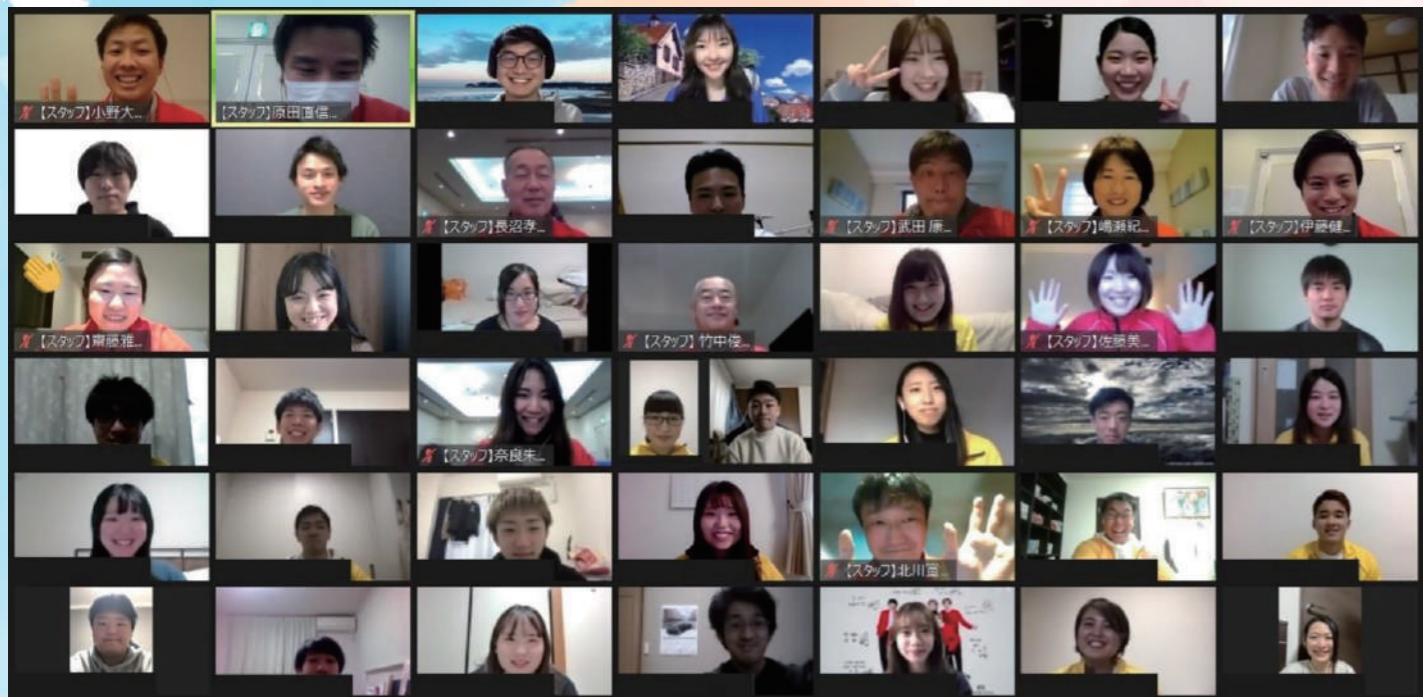 【スタッフ】小野大...
【スタッフ】原田直信...
【スタッフ】長沼孝...
【スタッフ】武田 康...
【スタッフ】嶋瀬紀...
【スタッフ】伊藤健...
【スタッフ】齋藤雅...
【スタッフ】竹中俊...
【スタッフ】佐藤美...
【スタッフ】奈良朱...
【スタッフ】北川